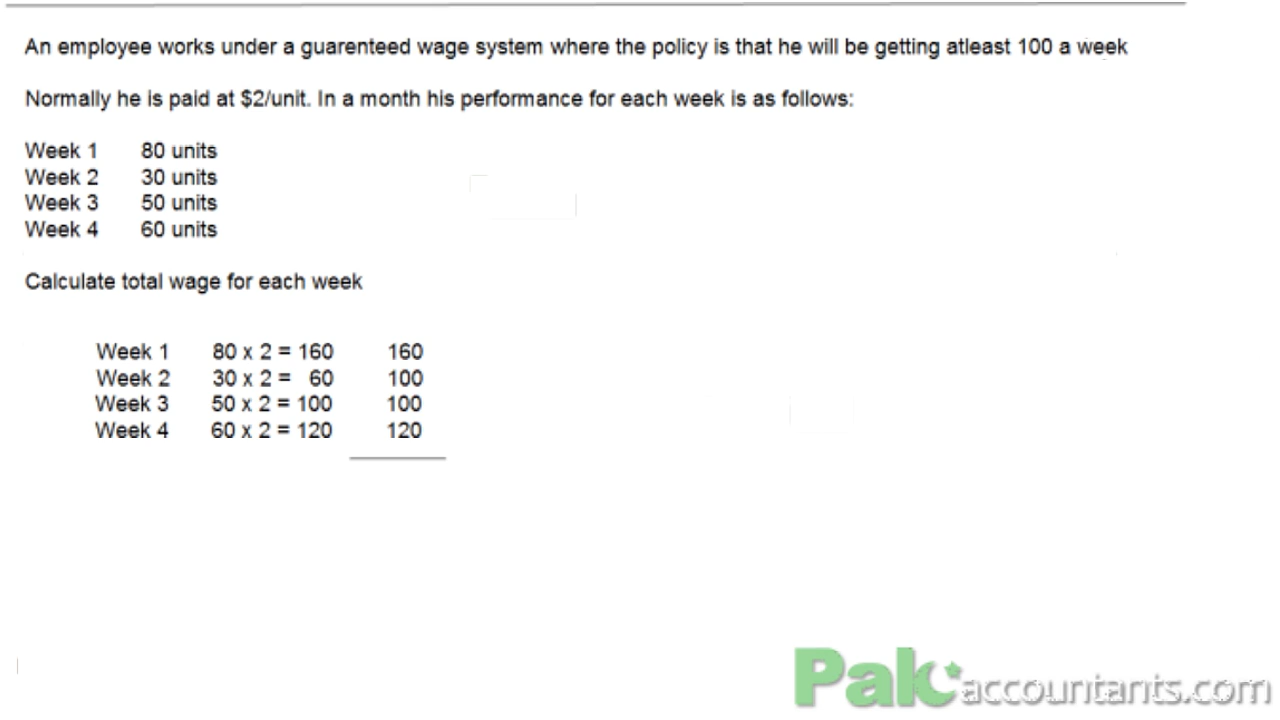 An employee works under a guarenteed wage system where the policy is that he will be getting atleast 100 a week
Normally he is paid at $2/unit. In a month his performance for each week is as follows:
Week 1 80 units
Week 2 30 units
Week 3 50 units
Week 4 60 units
Calculate total wage for each week
Week 1 80 x 2 = 160 160
Week 2 30 x 2 = 60 100
Week 3 50 x 2 = 100 100
Week 4 60 x 2 = 120 120
Pakaccountants.com